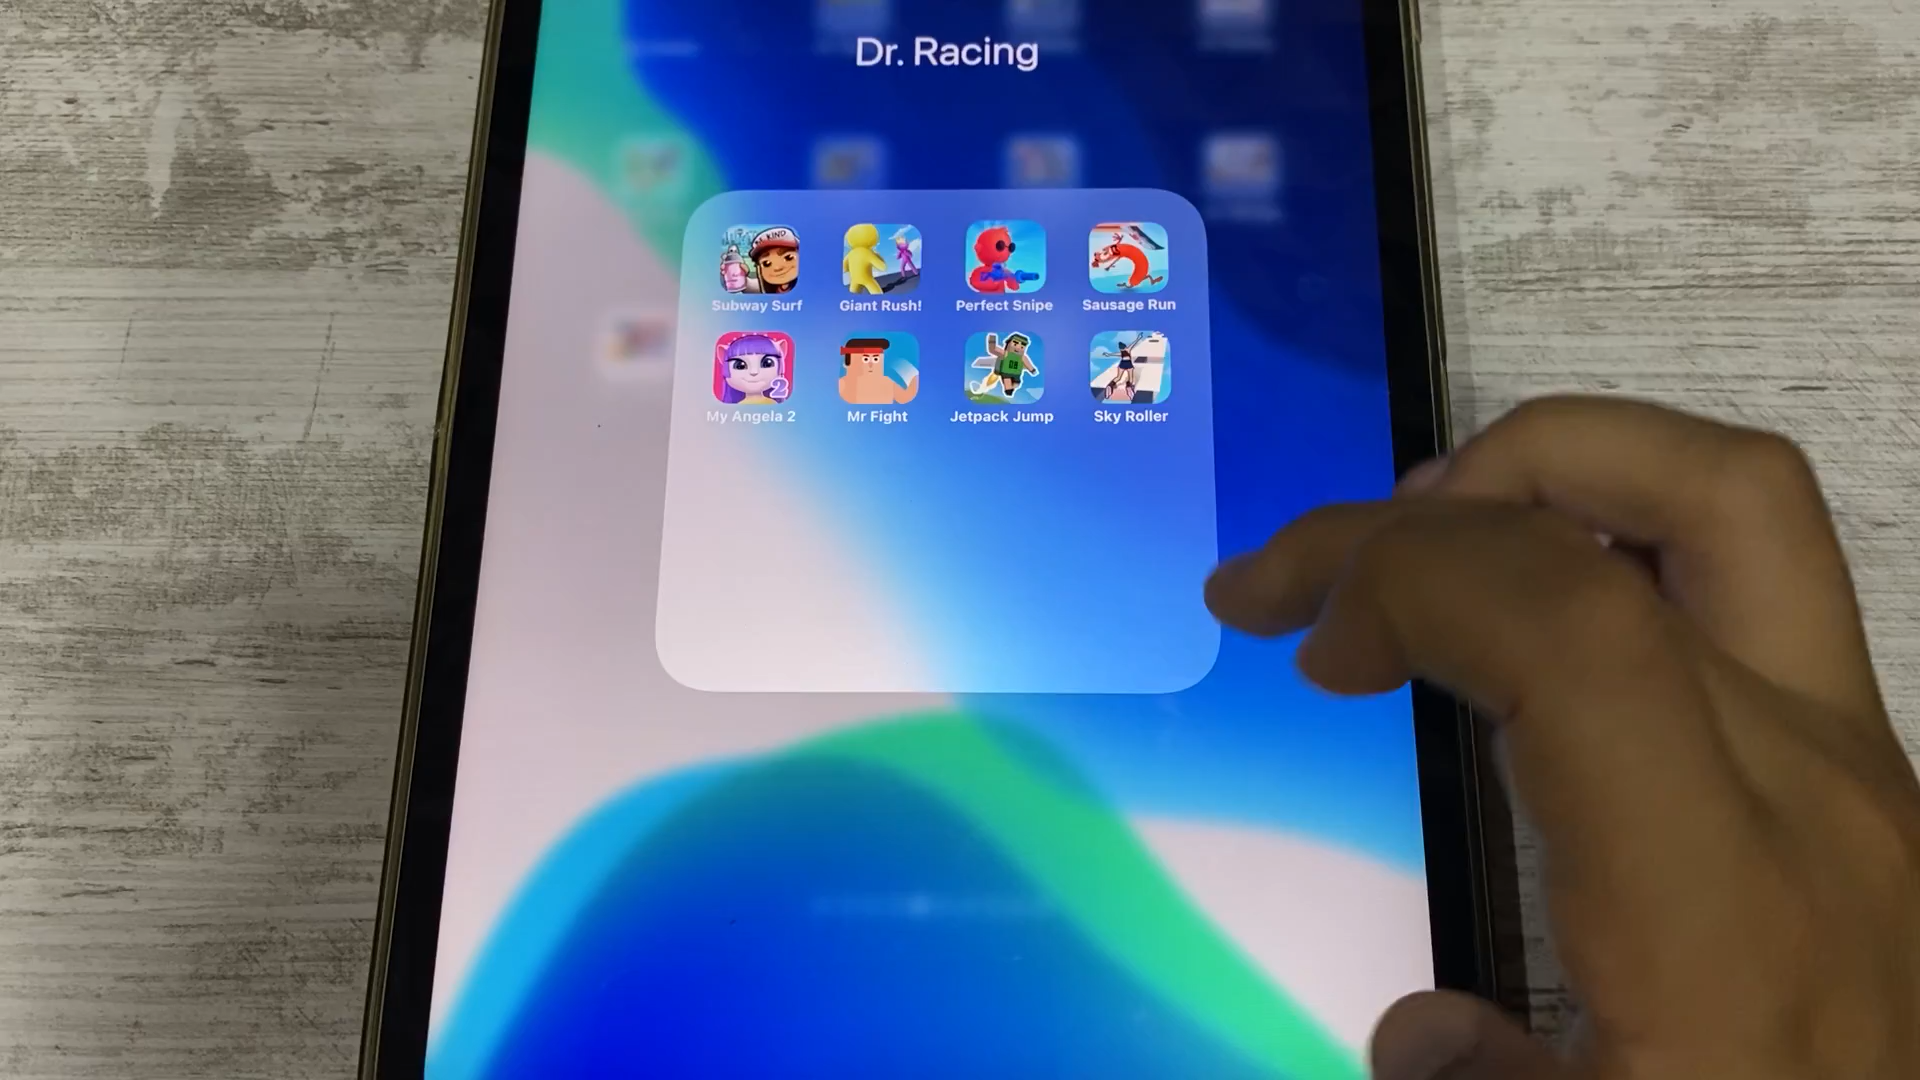 Dr. Racing
Subway Surf
Giant Rush!
Perfect Snipe
Sausage Run
My Angela 2
Mr Fight
Jetpack Jump
Sky Roller